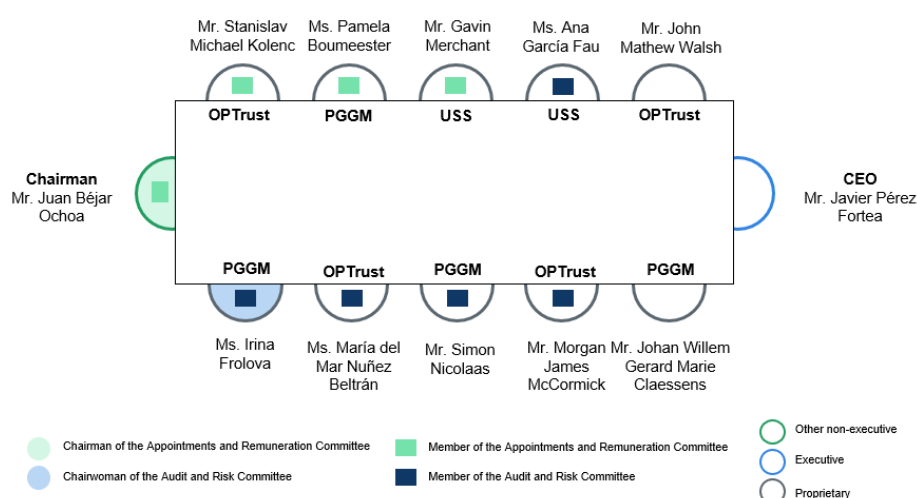 Mr. Stanislav
Michael Kolenc
Ms. Pamela
Boumeester
Mr. Gavin
Merchant
Ms. Ana
García Fau
Mr. John
Mathew Walsh
OPTrust
PGGM
USS
USS
OPTrust
Chairman
Mr. Juan Béjar
Ochoa
CEO
Mr. Javier Pérez
Fortea
PGGM
OPTrust
PGGM
OPTrust
PGGM
Ms. Irina
Frolova
Ms. María del
Mar Nuñez
Beltrán
Mr. Simon
Nicolaas
Mr. Morgan
James
McCormick
Mr. Johan Willem
Gerard Marie
Claessens
Chairman of the Appointments and Remuneration Committee
Member of the Appointments and Remuneration Committee
Other non-executive
Chairwoman of the Audit and Risk Committee
Member of the Audit and Risk Committee
Executive
Proprietary